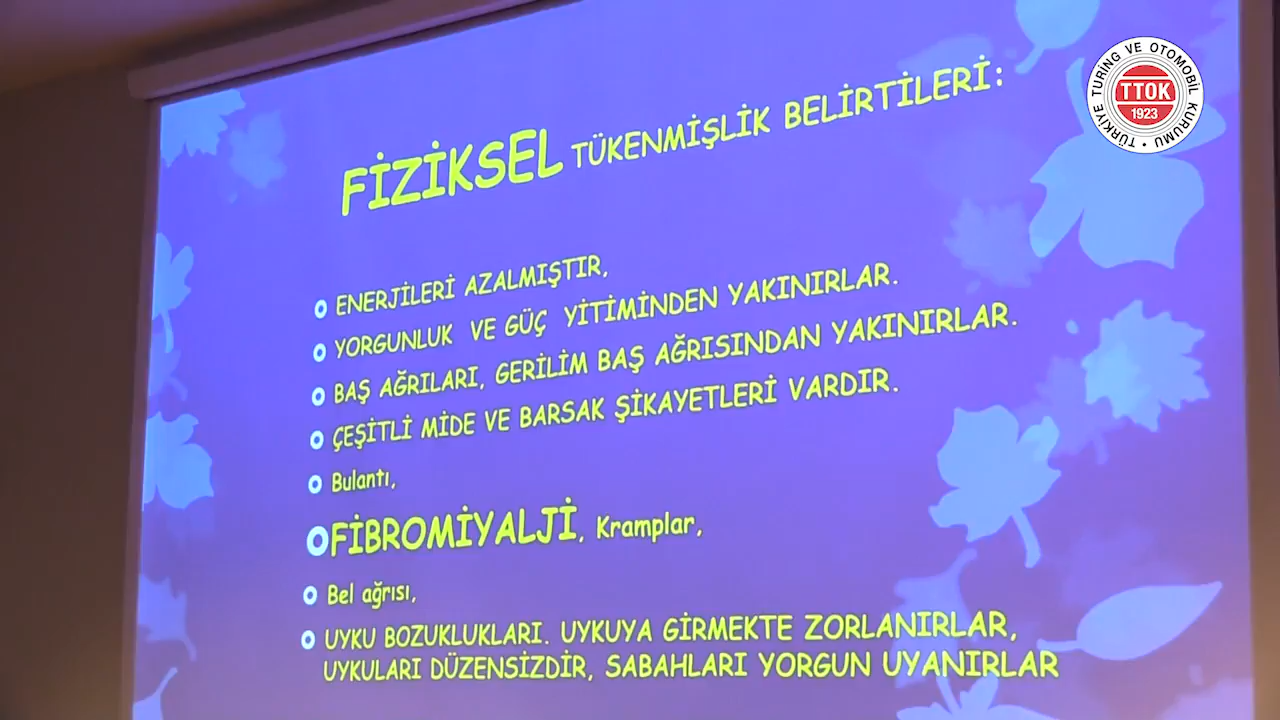 FİZİKSEL TÜKENMİŞLİK BELİRTİLERİ:
ENERJİLERİ AZALMIŞTIR,
YORGUNLUK VE GÜÇ YİTİMİNDEN YAKINIRLAR.
BAŞ AĞRILARI, GERİLİM BAŞ AĞRISINDAN YAKINIRLAR.
ÇEŞİTLİ MİDE VE BARSAK ŞİKAYETLERİ VARDIR.
Bulantı,
FİBROMİYALJİ, Kramplar,
Bel ağrısı,
UYKU BOZUKLUKLARI. UYKUYA GİRMEKTE ZORLANIRLAR,
UYKULARI DÜZENSİZDİR, SABAHLARI YORGUN UYANIRLAR
TÜRKİYE TURİNG VE OTOMOBİL KURUMU
TTOK
1923